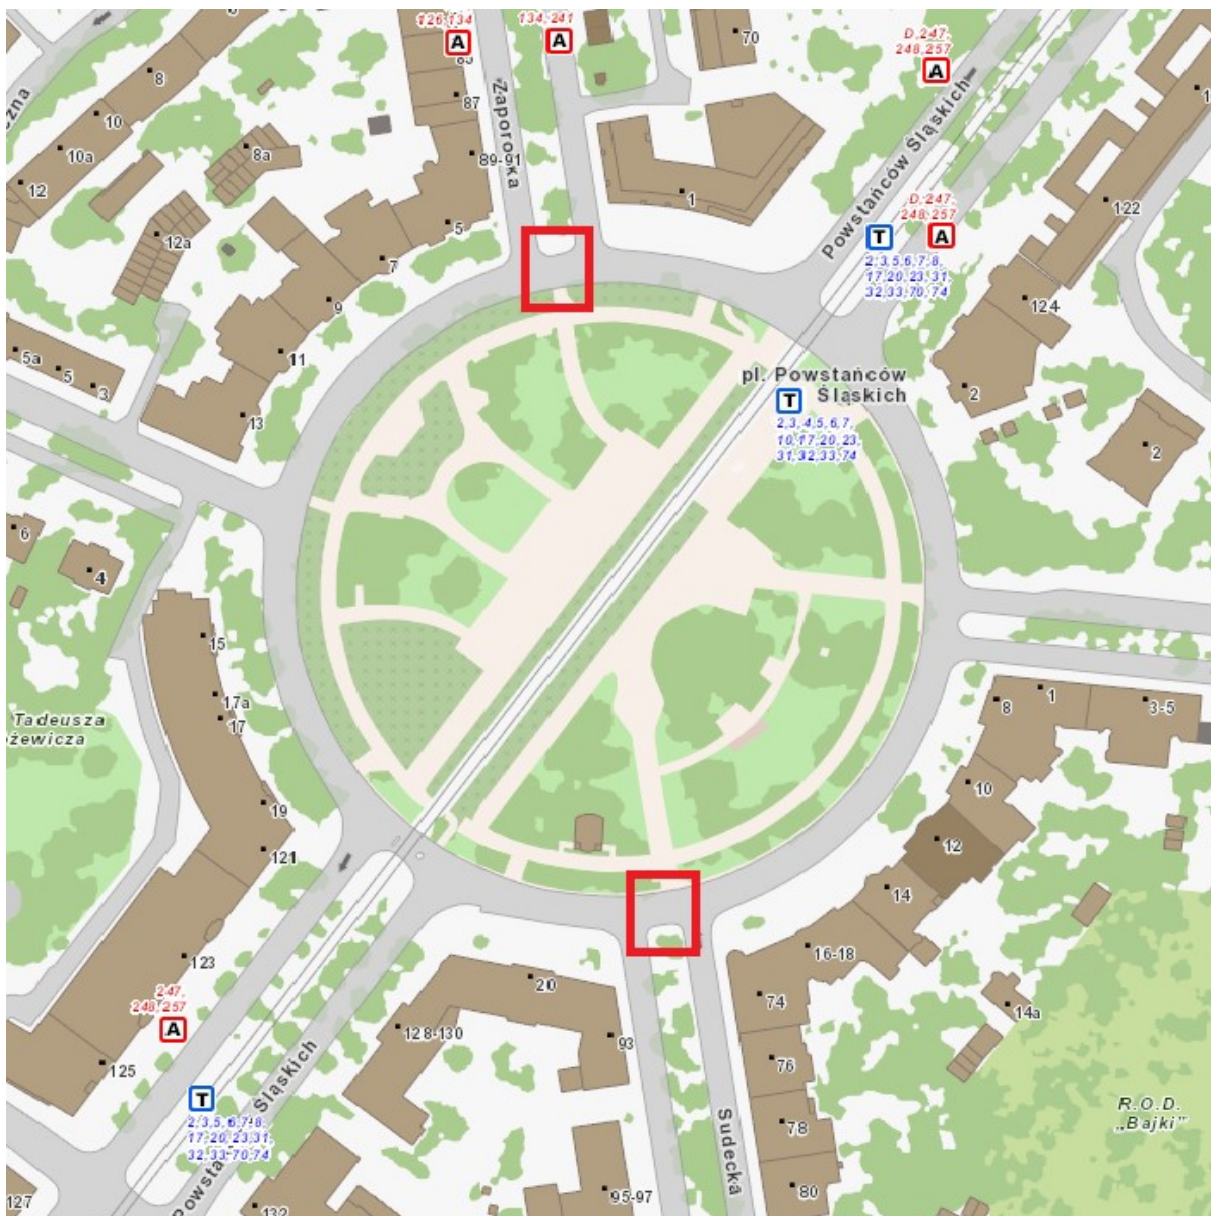 126,134
A
134,241
A
D,247,
248,257
A
70
8
85
87
10
10a
8a
89-91
Zaporoska
12
1
122
12a
5
7
Powstańców Śląskich
T
2,3,5,6,7,8,
17,20,23,31,
32,33,70,74
D,247,
248,257
A
124
9
11
5a
5
3
13
2
pl. Powstańców
Śląskich
T
2,3,4,5,6,7,
10,17,20,23,
31,32,33,74
2
6
4
15
17a
17
Tadeusza
8
1
3-5
10
19
121
12
14
16-18
123
20
74
14a
247,
248,257
A
128-130
93
76
125
T
2,3,5,6,7,8,
17,20,23,31,
32,33,70,74
Śląskich
Sudecka
78
R.O.D.
„Bajki”
127
132
95-97
80